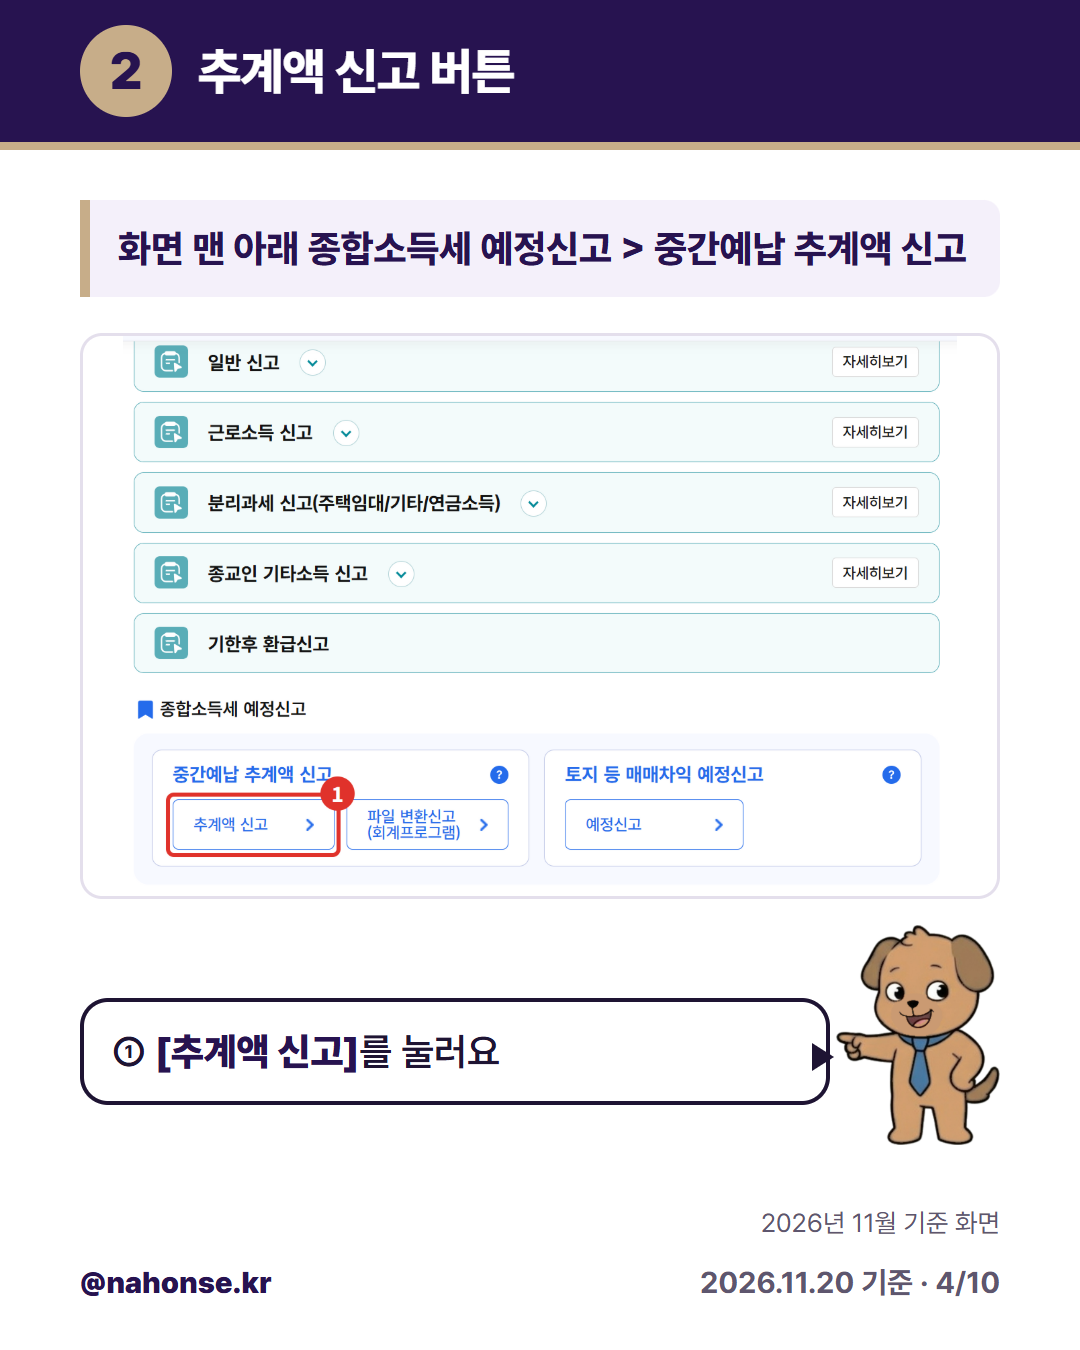 2 추계액 신고 버튼
화면 맨 아래 종합소득세 예정신고 > 중간예납 추계액 신고
일반 신고 자세히보기
근로소득 신고 자세히보기
분리과세 신고(주택임대/기타/연금소득) 자세히보기
종교인 기타소득 신고 자세히보기
기한후 환급신고
종합소득세 예정신고
중간예납 추계액 신고 ?
1
추계액 신고
파일 변환신고
(회계프로그램)
토지 등 매매차익 예정신고 ?
예정신고
① [추계액 신고]를 눌러요
2026년 11월 기준 화면
@nahonse.kr
2026.11.20 기준 · 4/10